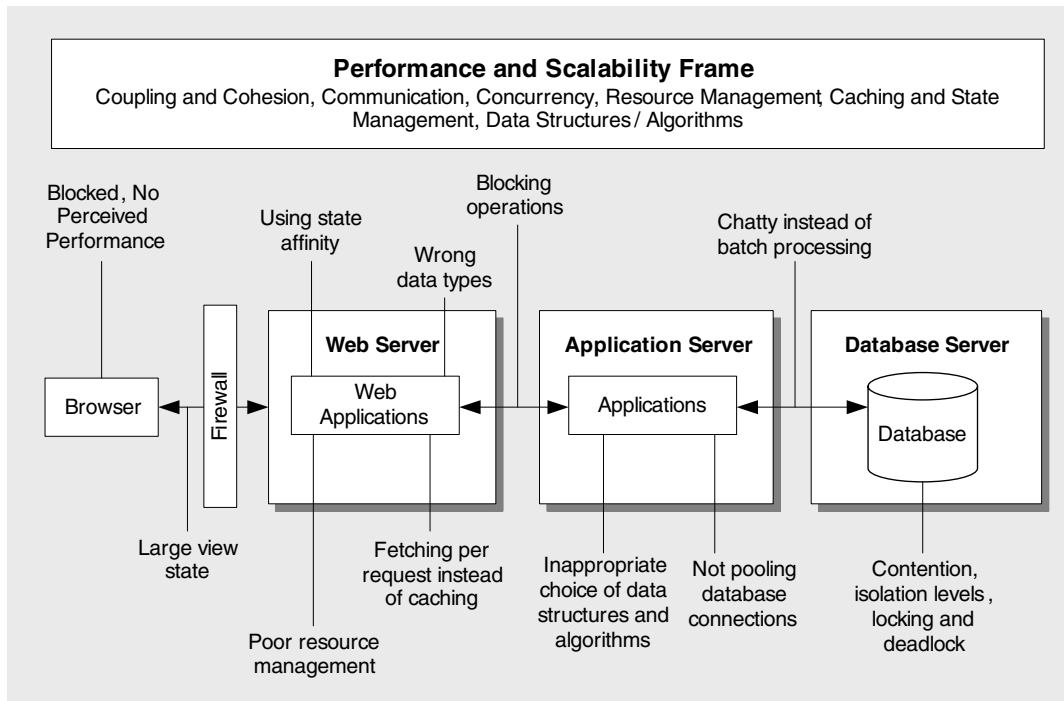 Performance and Scalability Frame
Coupling and Cohesion, Communication, Concurrency, Resource Management, Caching and State
Management, Data Structures / Algorithms
Blocked, No
Perceived
Performance
Using state
affinity
Wrong
data types
Blocking
operations
Chatty instead of
batch processing
Browser
Firewall
Web Server
Web
Applications
Application Server
Applications
Database Server
Database
Large view
state
Poor resource
management
Fetching per
request instead
of caching
Inappropriate
choice of data
structures and
algorithms
Not pooling
database
connections
Contention,
isolation levels,
locking and
deadlock